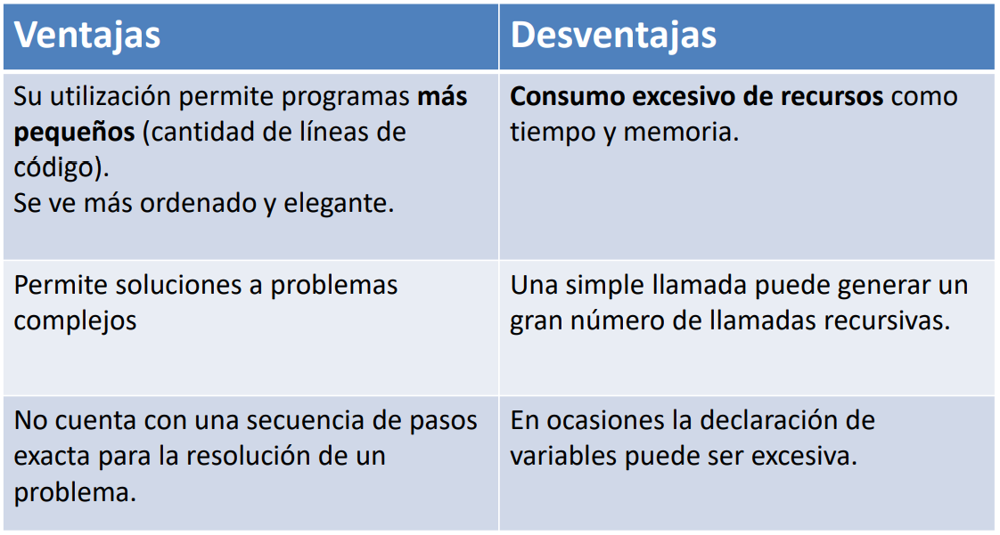 Ventajas
Desventajas
Su utilización permite programas más
pequeños (cantidad de líneas de
código).
Se ve más ordenado y elegante.
Consumo excesivo de recursos como
tiempo y memoria.
Permite soluciones a problemas
complejos
Una simple llamada puede generar un
gran número de llamadas recursivas.
No cuenta con una secuencia de pasos
exacta para la resolución de un
problema.
En ocasiones la declaración de
variables puede ser excesiva.